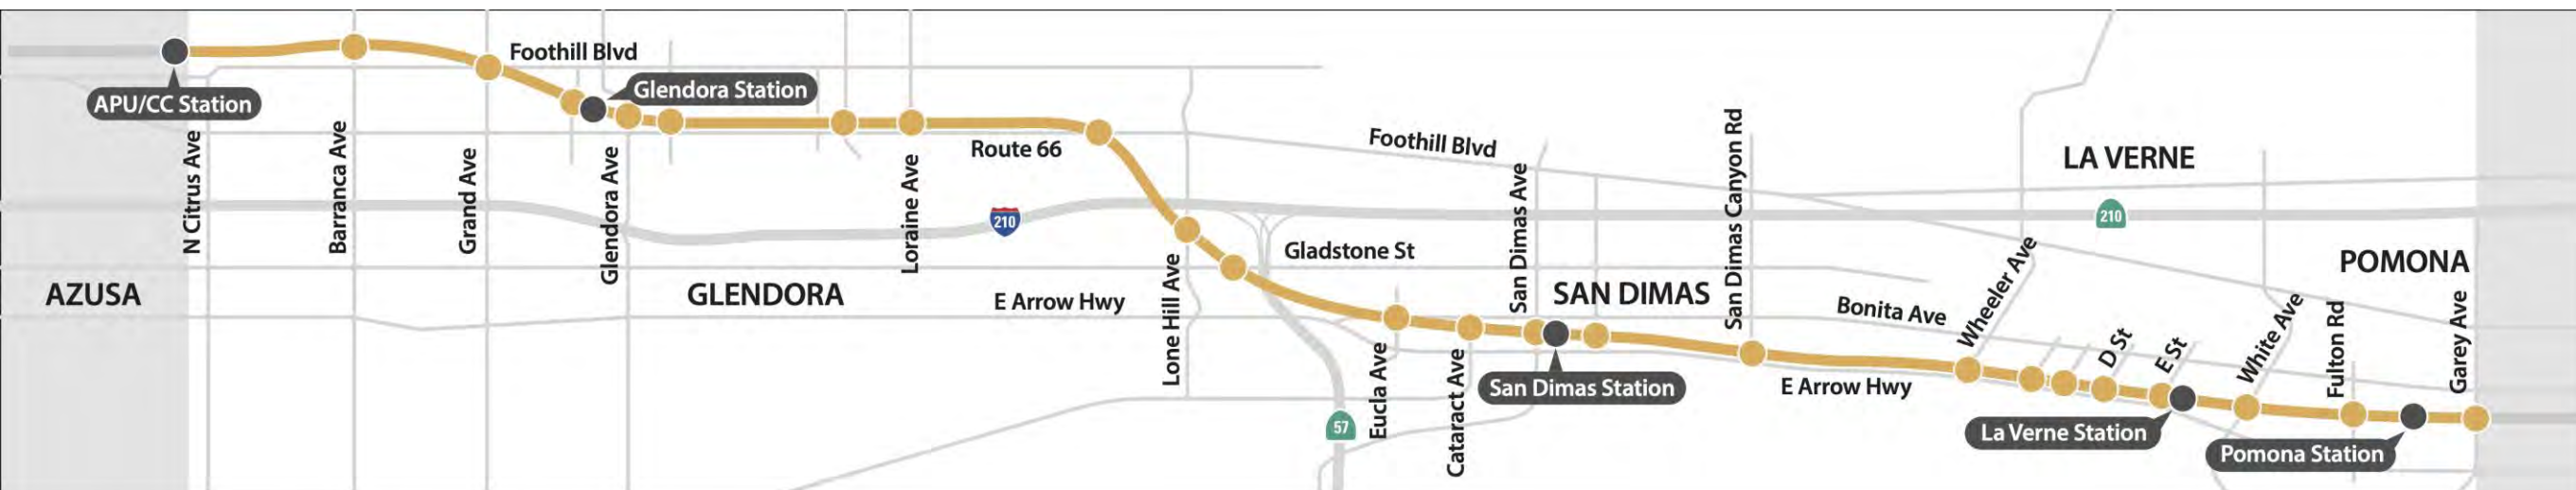 Foothill Blvd
APU/CC Station
Glendora Station
N Citrus Ave
Barranca Ave
Grand Ave
Glendora Ave
Loraine Ave
Route 66
210
AZUSA
GLENDORA
E Arrow Hwy
Lone Hill Ave
Foothill Blvd
Gladstone St
57
Eucla Ave
Cataract Ave
San Dimas Ave
SAN DIMAS
San Dimas Station
San Dimas Canyon Rd
LA VERNE
210
POMONA
Bonita Ave
E Arrow Hwy
Wheeler Ave
D St
E St
White Ave
Fulton Rd
Garey Ave
La Verne Station
Pomona Station